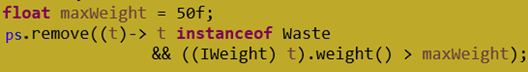 float maxWeight = 50f;
ps.remove((t)-> t instanceof Waste
&& ((IWeight) t).weight() > maxWeight);